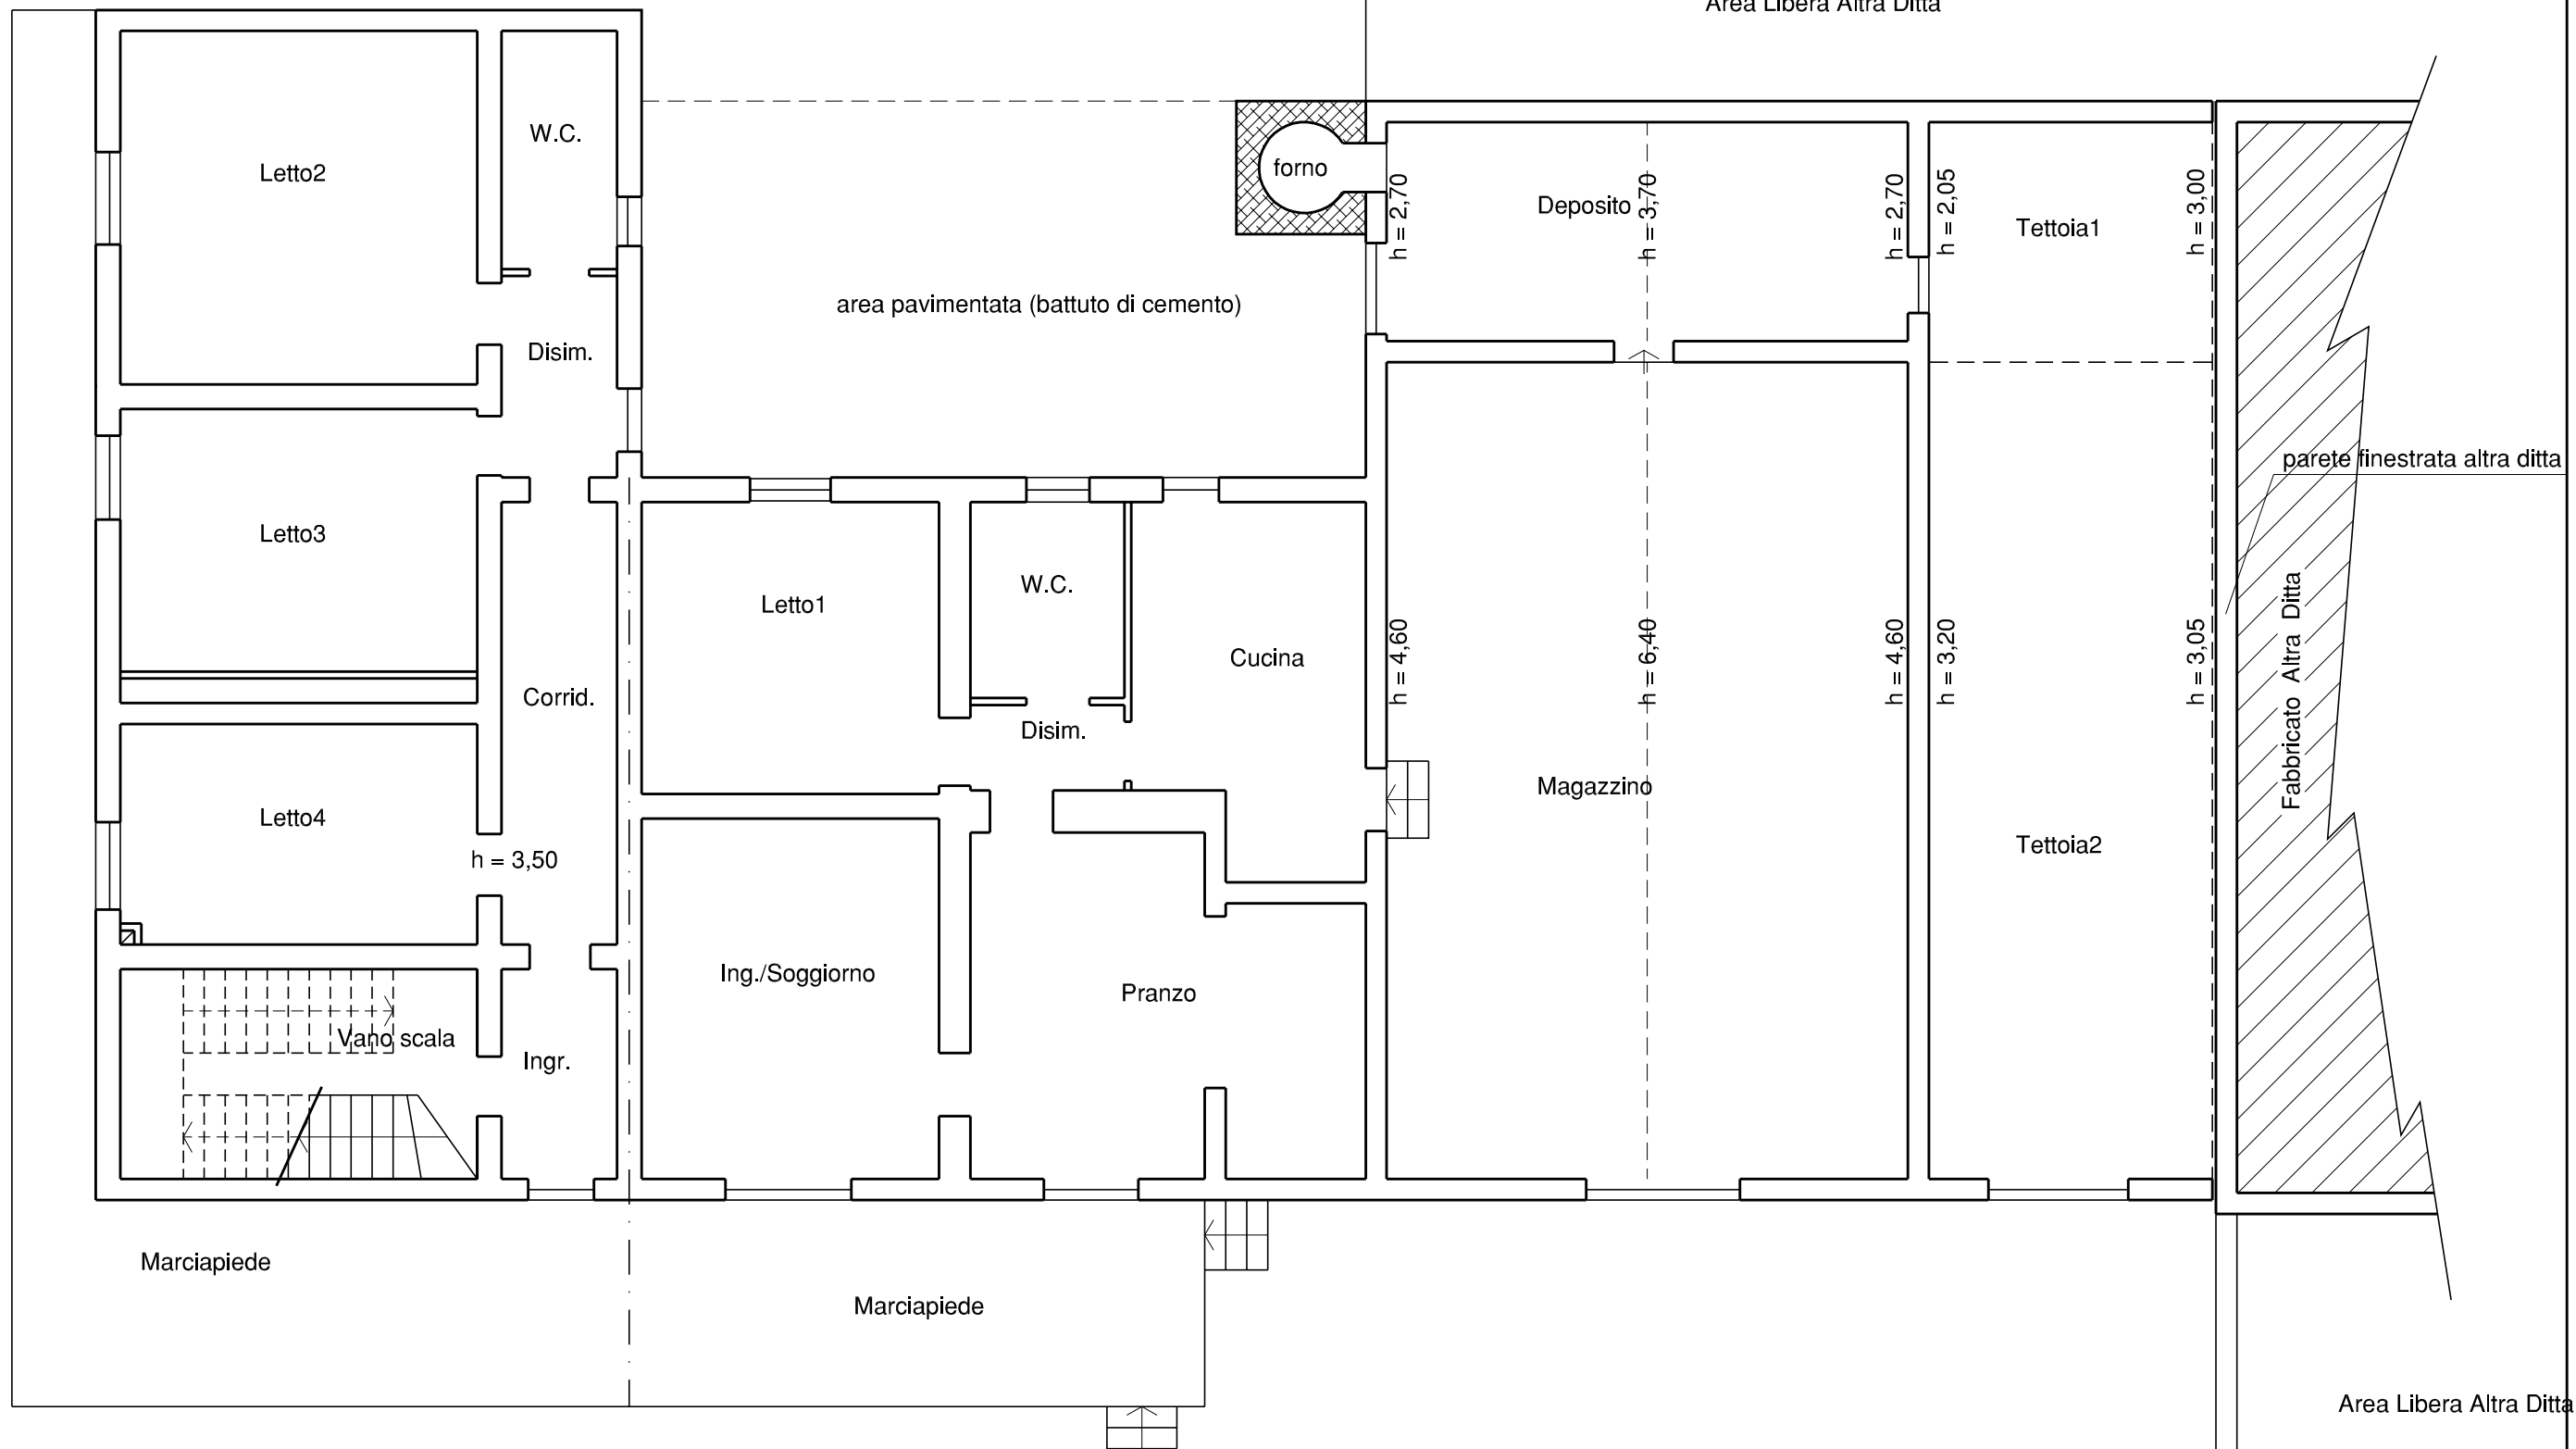 Area Libera Altra Ditta
W.C.
Letto2
forno
Deposito
h = 2,70
h = 3,70
h = 2,70
h = 2,05
h = 3,00
Tettoia1
area pavimentata (battuto di cemento)
Disim.
parete finestrata altra ditta
Letto3
Letto1
W.C.
Cucina
h = 4,60
h = 6,40
h = 4,60
h = 3,20
h = 3,05
Fabbricato Altra Ditta
Corrid.
Disim.
Magazzino
Letto4
Tettoia2
h = 3,50
Ing./Soggiorno
Pranzo
Vano scala
Ingr.
Marciapiede
Marciapiede
Area Libera Altra Ditta